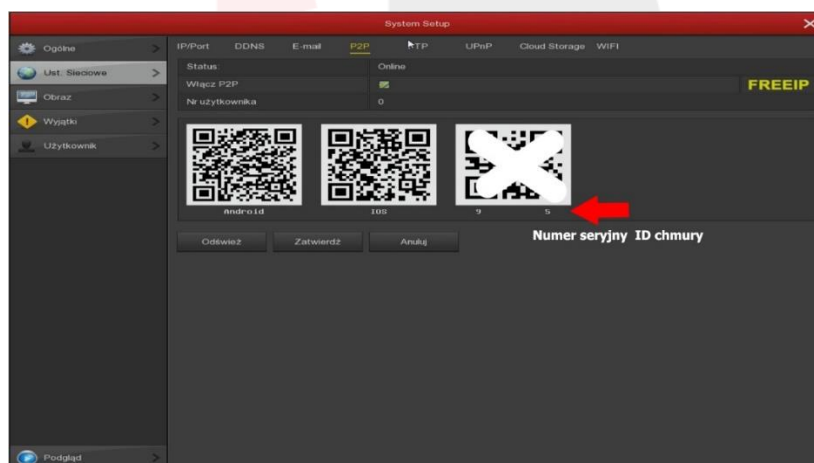 System Setup
Ogólne
Ust. Sieciowe
Obraz
Wyjątki
Użytkownik
Podgląd
IP/Port DDNS E-mail P2P FTP UPnP Cloud Storage WIFI
Status: Online
Włącz P2P
FREEIP
Nr użytkownika 0
Android IOS 9 5
Numer seryjny ID chmury
Odśwież Zatwierdź Anuluj